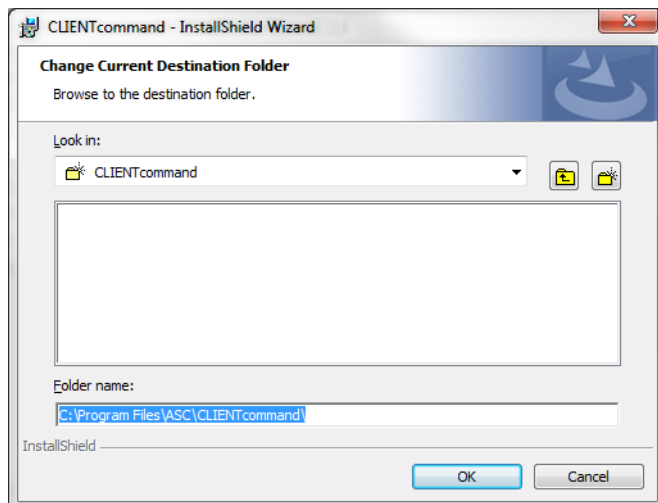 CLIENTcommand - InstallShield Wizard
Change Current Destination Folder
Browse to the destination folder.
Look in:
CLIENTcommand
Folder name:
C:\Program Files\ASC\CLIENTcommand\
InstallShield
OK Cancel